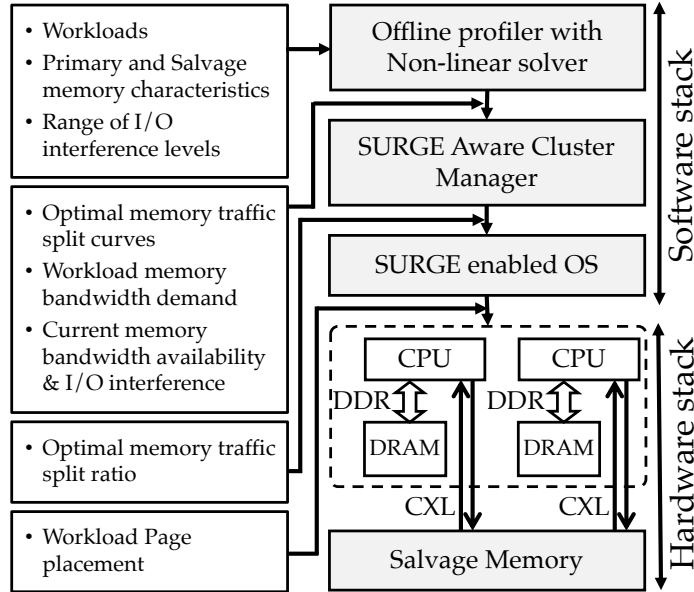 • Workloads
• Primary and Salvage
memory characteristics
• Range of I/O
interference levels
• Optimal memory traffic
split curves
• Workload memory
bandwidth demand
• Current memory
bandwidth availability
& I/O interference
• Optimal memory traffic
split ratio
• Workload Page
placement
Offline profiler with
Non-linear solver
SURGE Aware Cluster
Manager
SURGE enabled OS
CPU
CPU
DDR
DDR
DRAM
DRAM
CXL
CXL
Salvage Memory
Software stack
Hardware stack